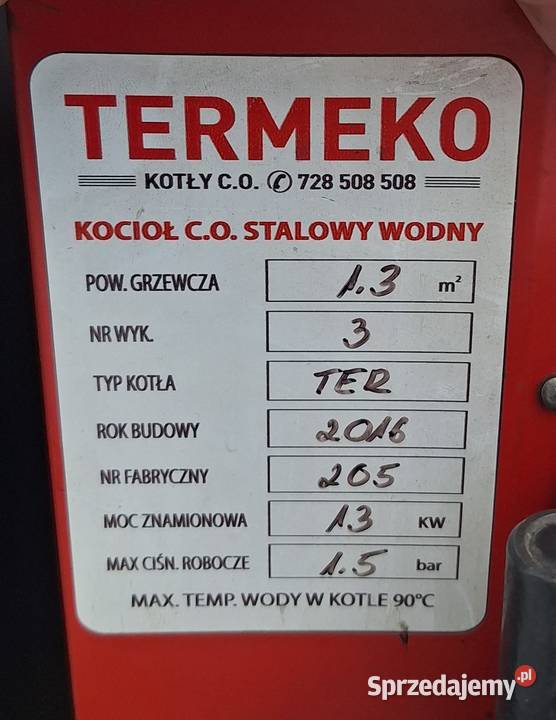 TERMEKO
KOTŁY C.O. ✆ 728 508 508
KOCIOŁ C.O. STALOWY WODNY
POW. GRZEWCZA 1.3 m²
NR WYK. 3
TYP KOTŁA TER
ROK BUDOWY 2016
NR FABRYCZNY 205
MOC ZNAMIONOWA 13 KW
MAX CIŚN. ROBOCZE 1.5 bar
MAX. TEMP. WODY W KOTLE 90°C
Sprzedajemy.pl